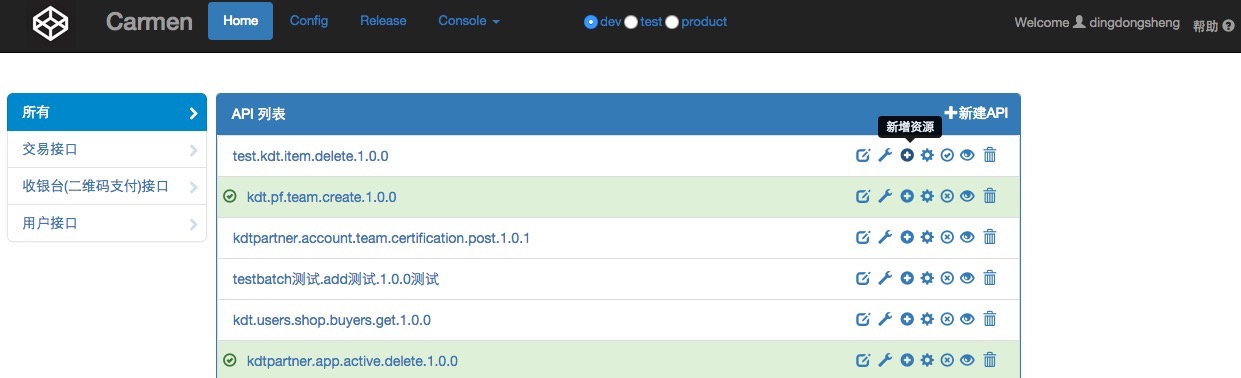 Carmen Home Config Release Console dev test product Welcome dingdongsheng 帮助
所有
交易接口
收银台(二维码支付)接口
用户接口
API 列表 新建API
新增资源
test.kdt.item.delete.1.0.0
kdt.pf.team.create.1.0.0
kdtpartner.account.team.certification.post.1.0.1
testbatch测试.add测试.1.0.0测试
kdt.users.shop.buyers.get.1.0.0
kdtpartner.app.active.delete.1.0.0